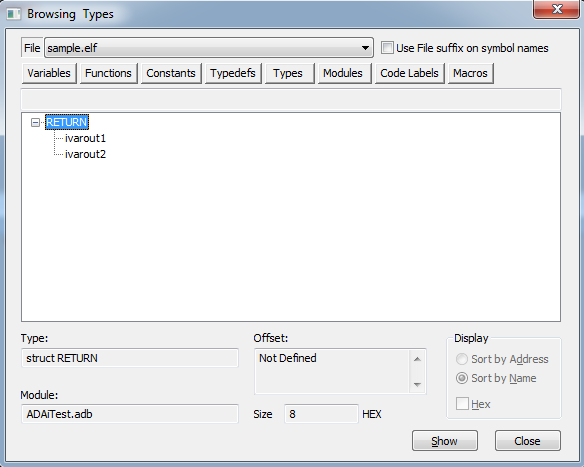 Browsing Types
File sample.elf Use File suffix on symbol names
Variables Functions Constants Typedefs Types Modules Code Labels Macros
RETURN
ivarout1
ivarout2
Type: Offset: Display
struct RETURN Not Defined Sort by Address
Sort by Name
Module: Hex
ADAiTest.adb Size 8 HEX
Show Close